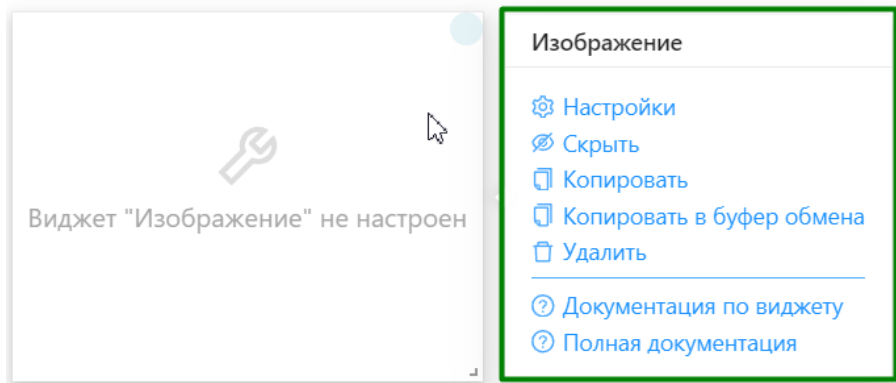 Виджет "Изображение" не настроен
Изображение
Настройки
Скрыть
Копировать
Копировать в буфер обмена
Удалить
Документация по виджету
Полная документация